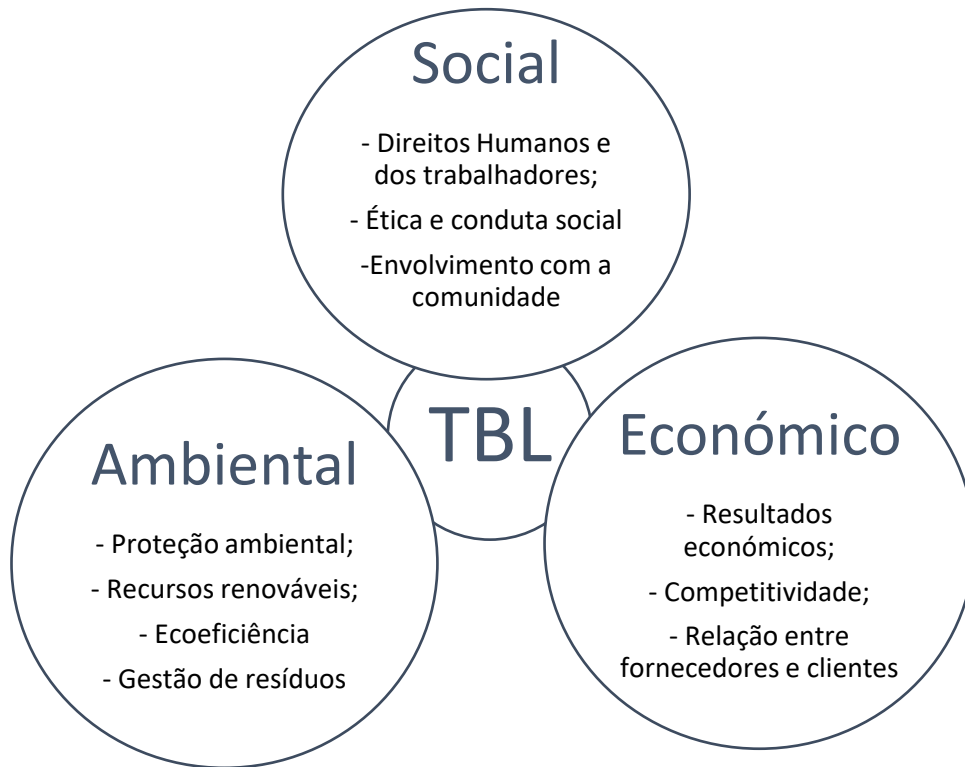 Social
- Direitos Humanos e
dos trabalhadores;
- Ética e conduta social
-Envolvimento com a
comunidade
TBL
Ambiental
- Proteção ambiental;
- Recursos renováveis;
- Ecoeficiência
- Gestão de resíduos
Económico
- Resultados
económicos;
- Competitividade;
- Relação entre
fornecedores e clientes